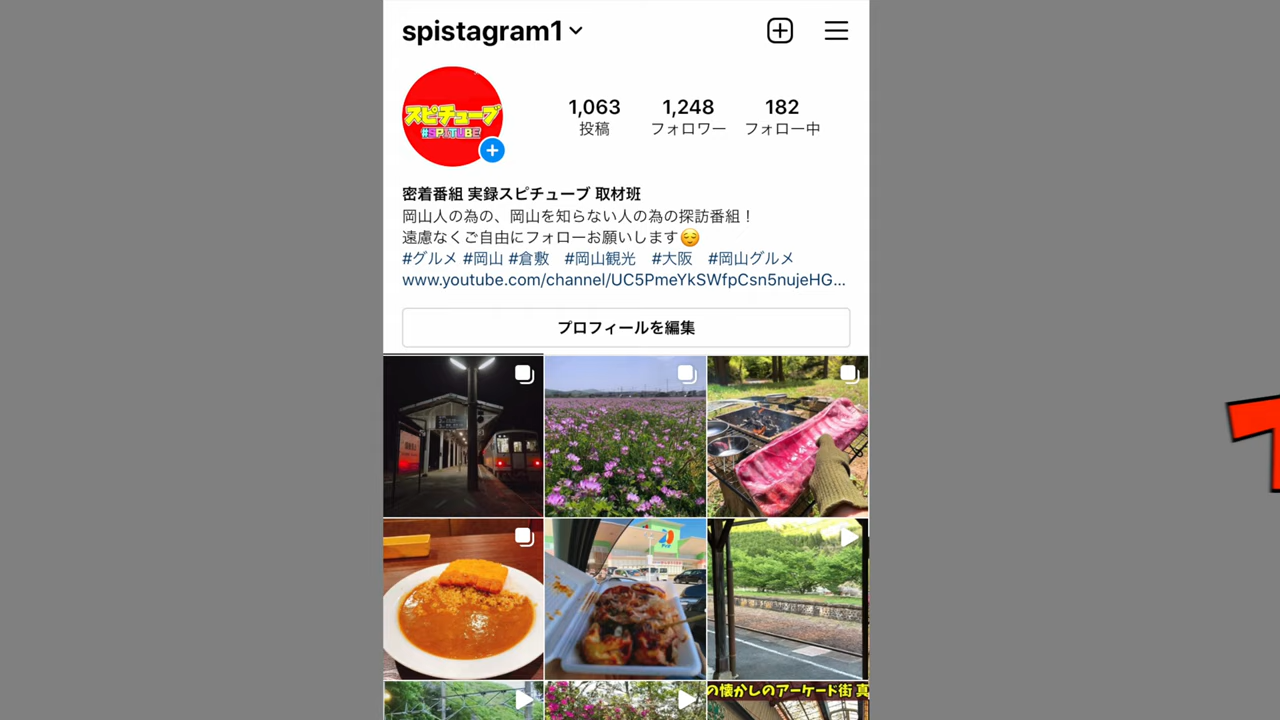 spistagram1
スピチューブ
#SPITUBE
1,063 1,248 182
投稿 フォロワー フォロー中
密着番組 実録スピチューブ 取材班
岡山人の為の、岡山を知らない人の為の探訪番組！
遠慮なくご自由にフォローお願いします😌
#グルメ #岡山 #倉敷 #岡山観光 #大阪 #岡山グルメ
www.youtube.com/channel/UC5PmeYkSWfpCsn5nujeHG...
プロフィールを編集
の懐かしのアーケード街 真